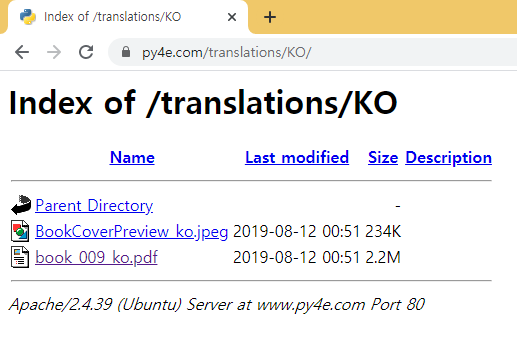 Index of /translations/KO
py4e.com/translations/KO/
Index of /translations/KO
Name Last modified Size Description
Parent Directory -
BookCoverPreview_ko.jpeg 2019-08-12 00:51 234K
book_009_ko.pdf 2019-08-12 00:51 2.2M
Apache/2.4.39 (Ubuntu) Server at www.py4e.com Port 80